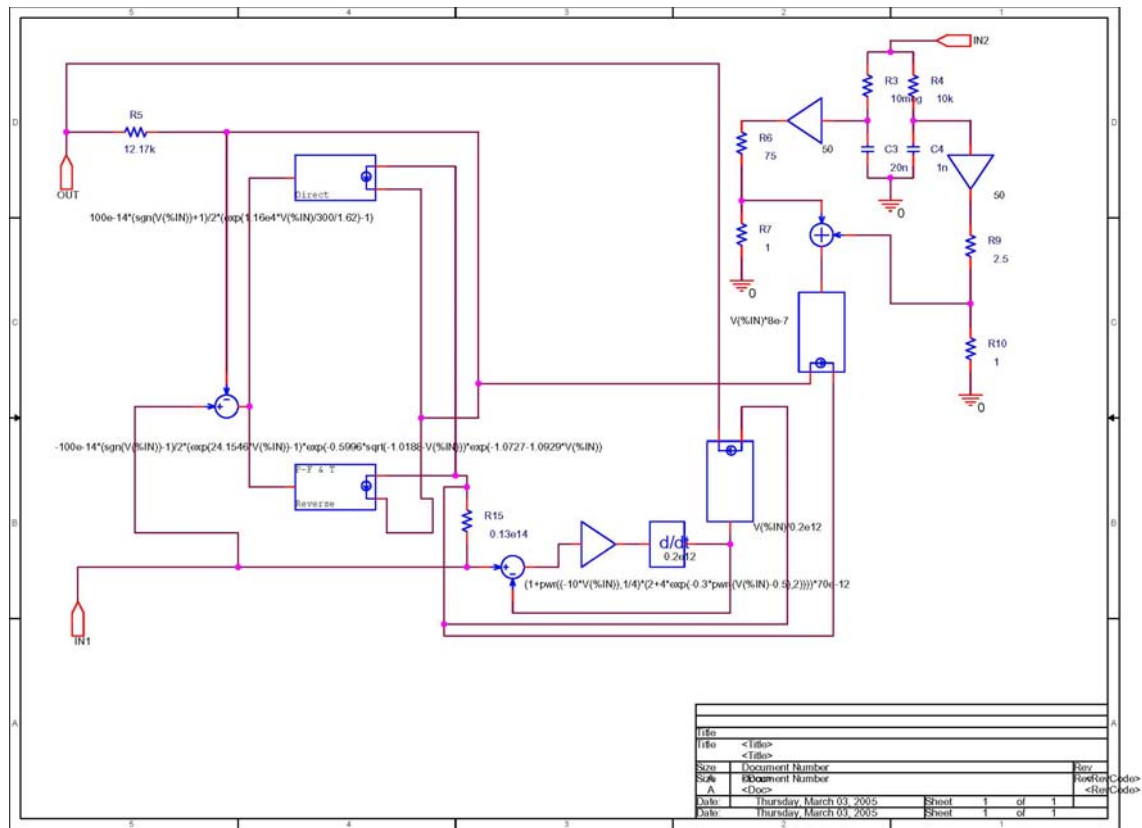 5 4 3 2 1
D
D
C
C
B
B
A
A
IN2
R3
10meg
R4
10k
R5
12.17k
OUT
R6
75
50
C3
20n
C4
1n
50
0
Direct
100e-14*(sgn(V(%IN))+1)/2*(exp(1.16e4*V(%IN)/300/1.62)-1)
R7
1
0
R9
2.5
V(%IN)*8e-7
R10
1
0
-100e-14*(sgn(V(%IN))-1)/2*(exp(24.1546*V(%IN))-1)*exp(-0.5996*sqrt(-1.0188-V(%IN)))*exp(-1.0727-1.0929*V(%IN))
P-F & T
Reverse
R15
0.13e14
V(%IN)*0.2e12
d/dt
0.2e12
(1+pwr((-10*V(%IN)),1/4)*(2+4*exp(-0.3*pwr(V(%IN)-0.5),2))))*70e-12
IN1
Title
Title <Title>
<Title>
Size Document Number Rev
Size Document Number Rev <RevCode>
A <Doc> <RevCode>
Date: Thursday, March 03, 2005 Sheet 1 of 1
Date: Thursday, March 03, 2005 Sheet 1 of 1
5 4 3 2 1